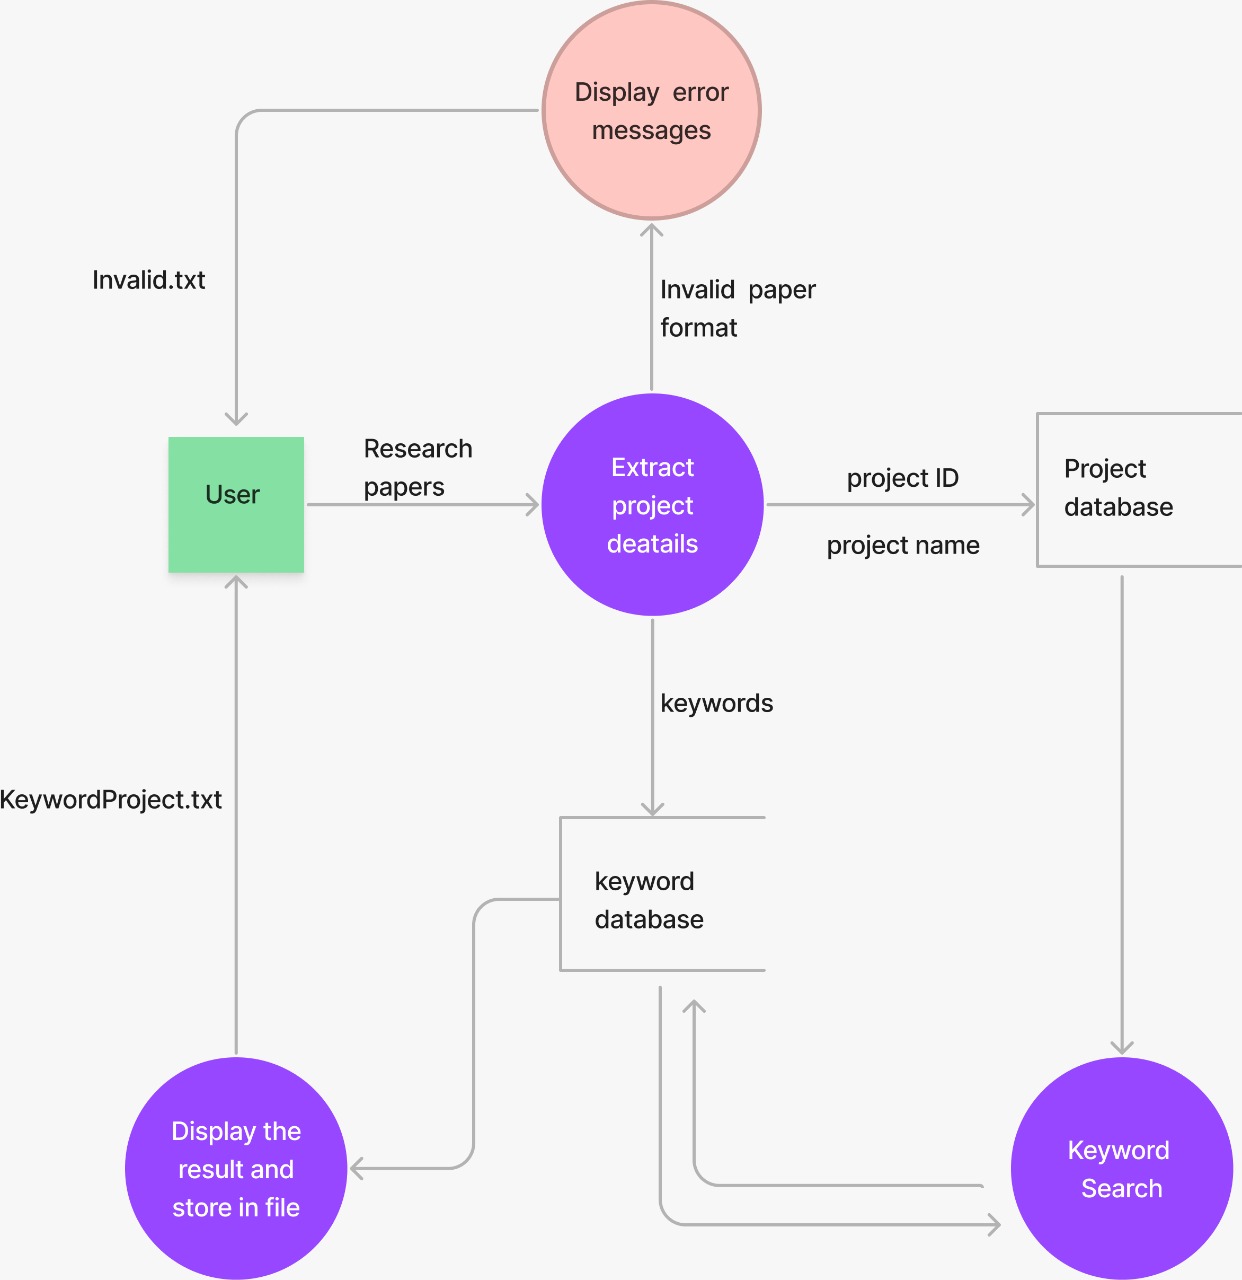 Display error
messages
Invalid.txt
Invalid paper
format
User
Research
papers
Extract
project
deatails
project ID
project name
Project
database
keywords
KeywordProject.txt
keyword
database
Display the
result and
store in file
Keyword
Search